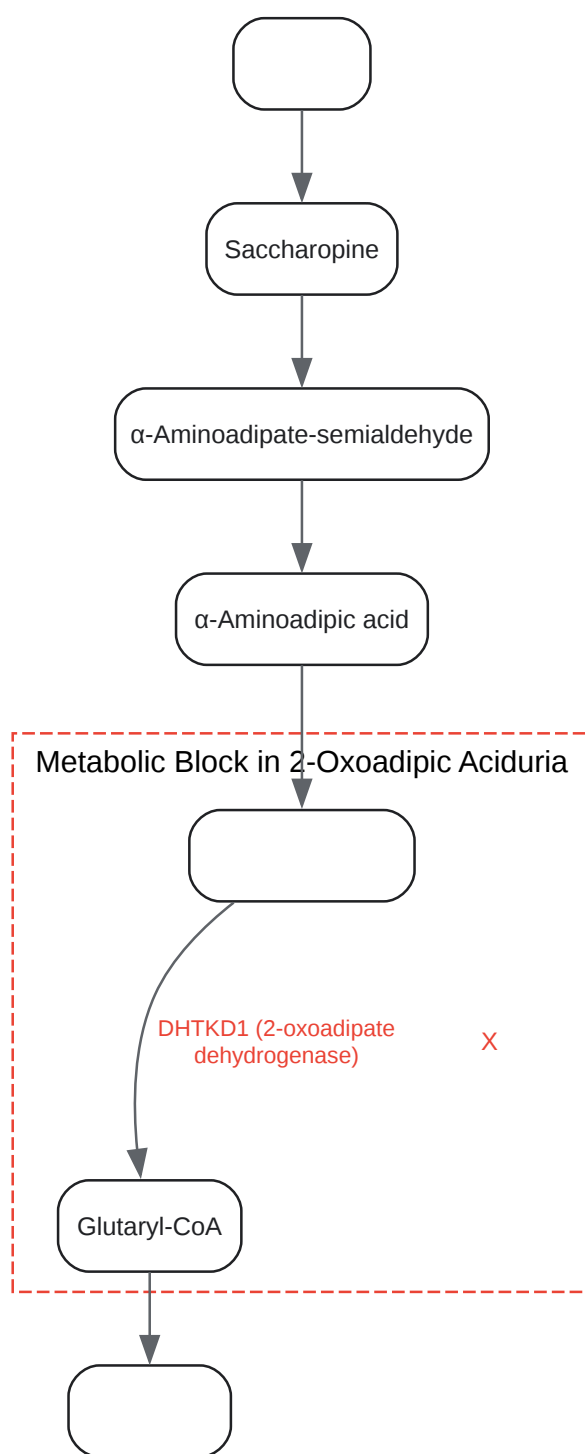 Saccharopine
α-Aminoadipate-semialdehyde
α-Aminoadipic acid
Metabolic Block in 2-Oxoadipic Aciduria
DHTKD1 (2-oxoadipate
dehydrogenase)
X
Glutaryl-CoA